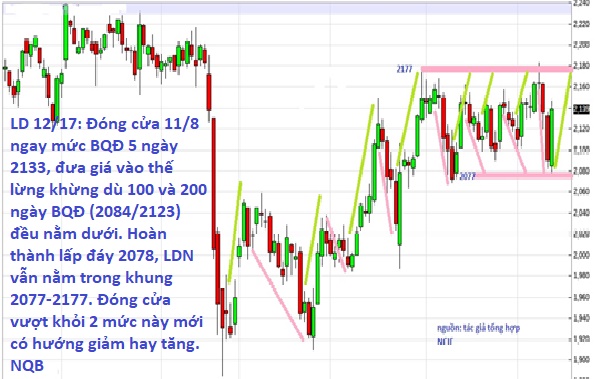 2,240
2,220
2,200
2,180
2,160
2,139
2,120
2,100
2,080
2,060
2,040
2,020
2,000
1,980
1,960
1,940
1,920
1,900
2177
2077
LD 12/17: Đóng cửa 11/8
ngay mức BQĐ 5 ngày
2133, đưa giá vào thế
lừng khừng dù 100 và 200
ngày BQĐ (2084/2123)
đều nằm dưới. Hoàn
thành lấp đáy 2078, LDN
vẫn nằm trong khung
2077-2177. Đóng cửa
vượt khỏi 2 mức này mới
có hướng giảm hay tăng.
NQB
nguồn: tác giả tổng hợp